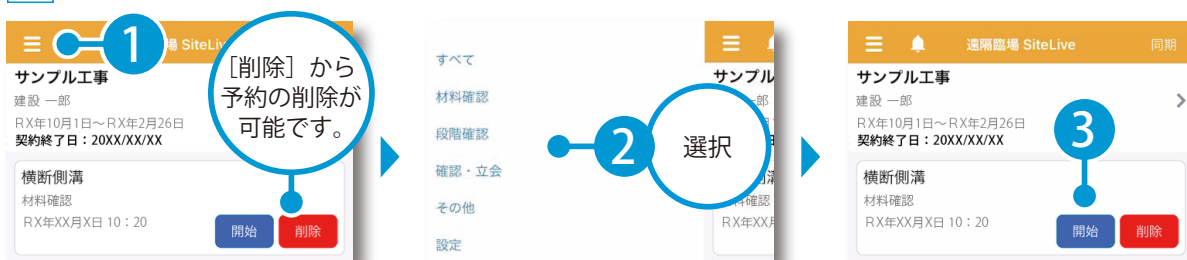 1
場 SiteLiv
サンプル工事
建設 一郎
RX年10月1日～RX年2月26日
契約終了日：20XX/XX/XX
［削除］から
予約の削除が
可能です。
横断側溝
材料確認
RX年XX月X日 10：20
開始
削除
すべて
材料確認
段階確認
確認・立会
その他
設定
2
選択
サンプル
郎
RX年XX月
3
遠隔臨場 SiteLive
同期
サンプル工事
建設 一郎
RX年10月1日～RX年2月26日
契約終了日：20XX/XX/XX
横断側溝
材料確認
RX年XX月X日 10：20
開始
削除